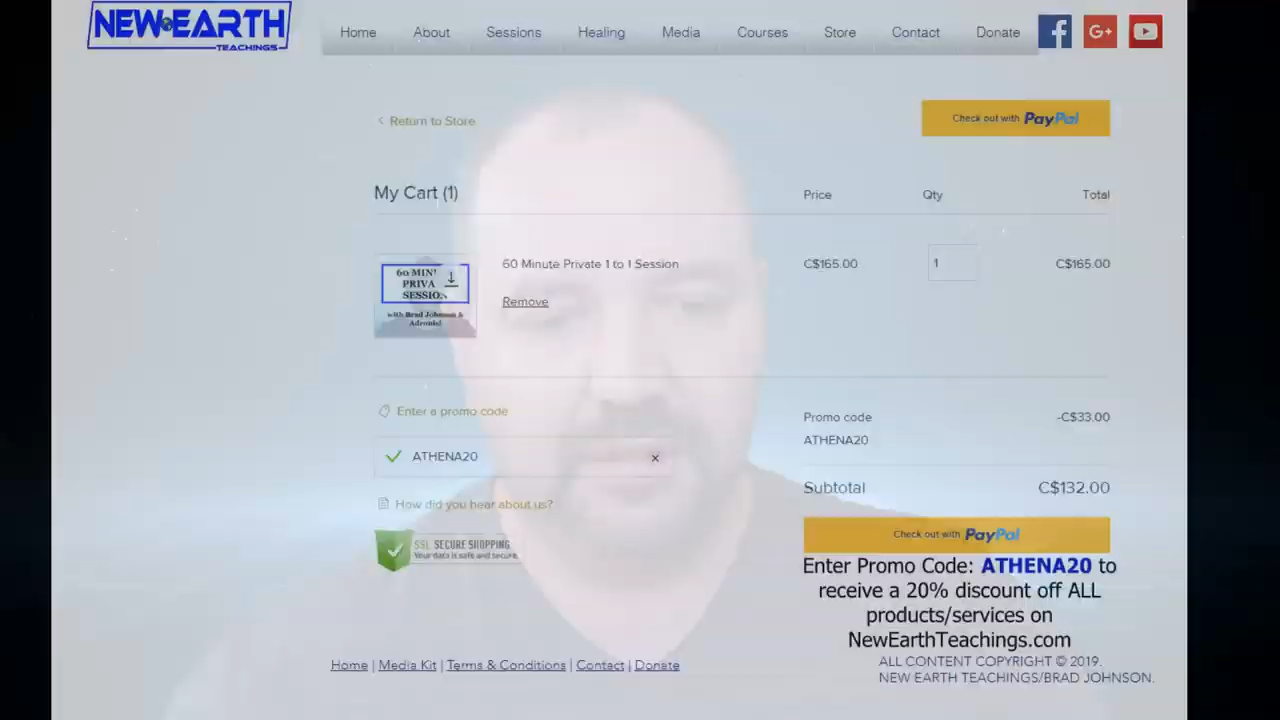 NEW EARTH
TEACHINGS
Home About Sessions Healing Media Courses Store Contact Donate
< Return to Store
Check out with PayPal
My Cart (1)
Price Qty Total
60 MIN
PRIVA
SESSION
with Brad Johnson &
Adronis
60 Minute Private 1 to 1 Session
C$165.00 1 C$165.00
Remove
Enter a promo code
Promo code -C$33.00
ATHENA20
ATHENA20 ×
Subtotal C$132.00
How did you hear about us?
Check out with PayPal
SSL SECURE SHOPPING
Your data is safe and secure.
Enter Promo Code: ATHENA20 to
receive a 20% discount off ALL
products/services on
NewEarthTeachings.com
Home | Media Kit | Terms & Conditions | Contact | Donate
ALL CONTENT COPYRIGHT © 2019.
NEW EARTH TEACHINGS/BRAD JOHNSON.